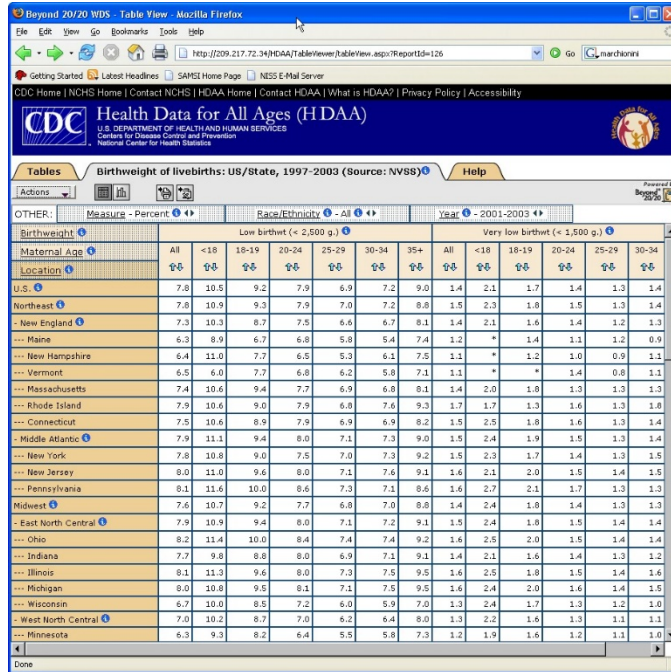 Beyond 20/20 WDS - Table View - Mozilla Firefox
File Edit View Go Bookmarks Tools Help
http://209.217.72.34/HDAA/TableViewer/tableView.aspx?ReportId=126 Go marchionini
Getting Started Latest Headlines SAMSI Home Page NISS E-Mail Server
CDC Home | NCHS Home | Contact NCHS | HDAA Home | Contact HDAA | What is HDAA? | Privacy Policy | Accessibility
CDC Health Data for All Ages (HDAA)
U.S. DEPARTMENT OF HEALTH AND HUMAN SERVICES
Centers for Disease Control and Prevention
National Center for Health Statistics
Tables Birthweight of livebirths: US/State, 1997-2003 (Source: NVSS) Help
Actions Powered Beyond 20/20
OTHER: Measure - Percent Race/Ethnicity - All Year - 2001-2003
Birthweight Low birthwt (< 2,500 g.) Very low birthwt (< 1,500 g.)
Maternal Age All <18 18-19 20-24 25-29 30-34 35+ All <18 18-19 20-24 25-29 30-34
Location
U.S. 7.8 10.5 9.2 7.9 6.9 7.2 9.0 1.4 2.1 1.7 1.4 1.3 1.4
Northeast 7.8 10.9 9.3 7.9 7.0 7.2 8.8 1.5 2.3 1.8 1.5 1.3 1.4
- New England 7.3 10.3 8.7 7.5 6.6 6.7 8.1 1.4 2.1 1.6 1.4 1.2 1.3
--- Maine 6.3 8.9 6.7 6.8 5.8 5.4 7.4 1.2 * 1.4 1.1 1.2 0.9
--- New Hampshire 6.4 11.0 7.7 6.5 5.3 6.1 7.5 1.1 * 1.2 1.0 0.9 1.1
--- Vermont 6.5 6.0 7.7 6.8 6.2 5.8 7.1 1.1 * * 1.4 0.8 1.1
--- Massachusetts 7.4 10.6 9.4 7.7 6.9 6.8 8.1 1.4 2.0 1.8 1.3 1.3 1.3
--- Rhode Island 7.9 10.6 9.0 7.9 6.8 7.6 9.3 1.7 1.7 1.3 1.6 1.3 1.8
--- Connecticut 7.5 10.6 8.9 7.9 6.9 6.9 8.2 1.5 2.5 1.8 1.6 1.3 1.4
- Middle Atlantic 7.9 11.1 9.4 8.0 7.1 7.3 9.0 1.5 2.4 1.9 1.5 1.3 1.4
--- New York 7.8 10.8 9.0 7.5 7.0 7.3 9.2 1.5 2.3 1.7 1.4 1.3 1.5
--- New Jersey 8.0 11.0 9.6 8.0 7.1 7.6 9.1 1.6 2.1 2.0 1.5 1.4 1.5
--- Pennsylvania 8.1 11.6 10.0 8.6 7.3 7.1 8.6 1.6 2.7 2.1 1.7 1.3 1.3
Midwest 7.6 10.7 9.2 7.7 6.8 7.0 8.8 1.4 2.4 1.8 1.4 1.3 1.3
- East North Central 7.9 10.9 9.4 8.0 7.1 7.2 9.1 1.5 2.4 1.8 1.5 1.4 1.4
--- Ohio 8.2 11.4 10.0 8.4 7.4 7.4 9.2 1.6 2.5 2.0 1.5 1.4 1.4
--- Indiana 7.7 9.8 8.8 8.0 6.9 7.1 9.1 1.4 2.1 1.6 1.4 1.3 1.2
--- Illinois 8.1 11.3 9.6 8.0 7.3 7.5 9.5 1.6 2.5 1.8 1.5 1.4 1.6
--- Michigan 8.0 10.8 9.5 8.1 7.1 7.5 9.5 1.6 2.4 2.0 1.6 1.4 1.5
--- Wisconsin 6.7 10.0 8.5 7.2 6.0 5.9 7.0 1.3 2.4 1.7 1.3 1.2 1.0
- West North Central 7.0 10.2 8.7 7.0 6.2 6.4 8.0 1.3 2.2 1.6 1.3 1.1 1.1
--- Minnesota 6.3 9.3 8.2 6.4 5.5 5.8 7.3 1.2 1.9 1.6 1.2 1.1 1.0
Done